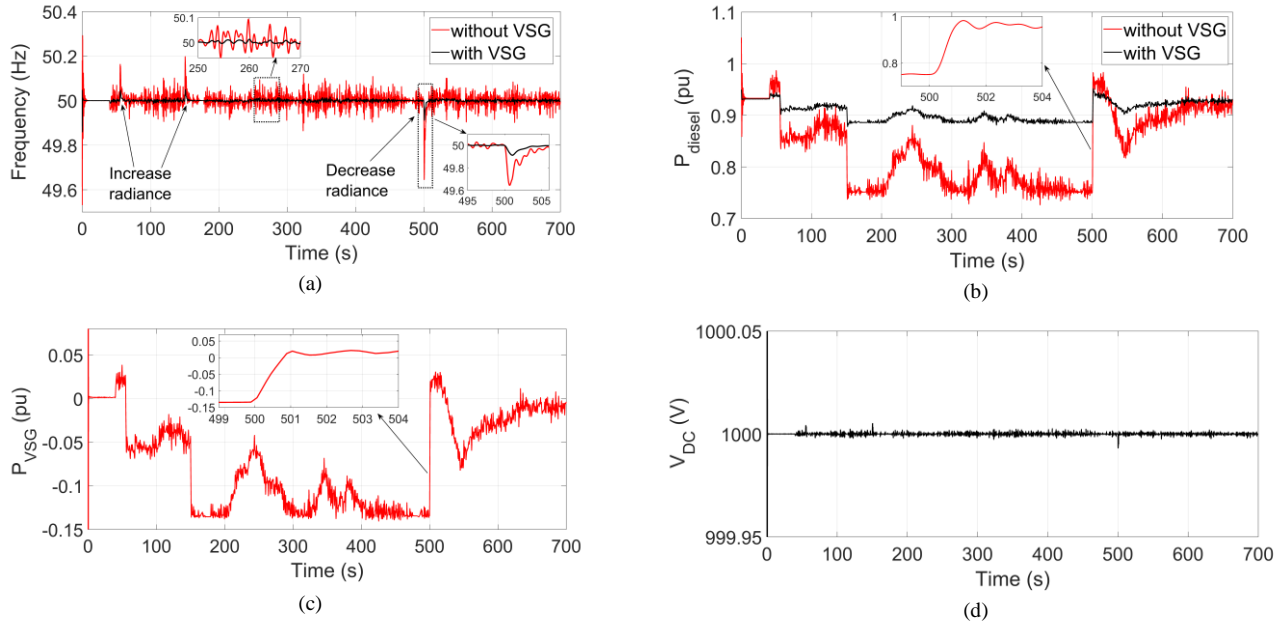 50.4
50.2
50
49.8
49.6
Frequency (Hz)
0 100 200 300 400 500 600 700
Time (s)
without VSG
with VSG
50.1
50
250 260 270
Increase
radiance
Decrease
radiance
50
49.8
49.6
495 500 505
(a)
1.1
1
0.9
0.8
0.7
P_diesel (pu)
0 100 200 300 400 500 600 700
Time (s)
without VSG
with VSG
1
0.8
500 502 504
(b)
0.05
0
-0.05
-0.1
-0.15
P_VSG (pu)
0 100 200 300 400 500 600 700
Time (s)
0.05
0
-0.05
-0.1
-0.15
499 500 501 502 503 504
(c)
1000.05
1000
999.95
V_DC (V)
0 100 200 300 400 500 600 700
Time (s)
(d)